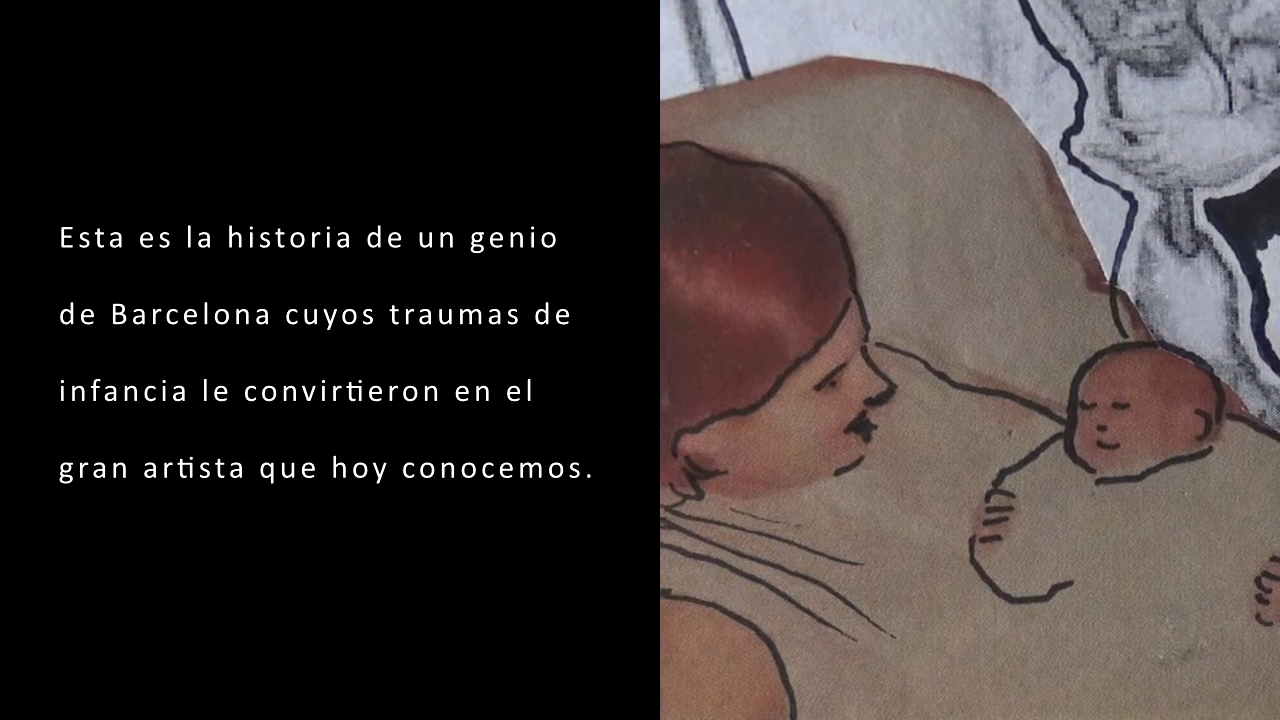 Esta es la historia de un genio
de Barcelona cuyos traumas de
infancia le convirtieron en el
gran artista que hoy conocemos.